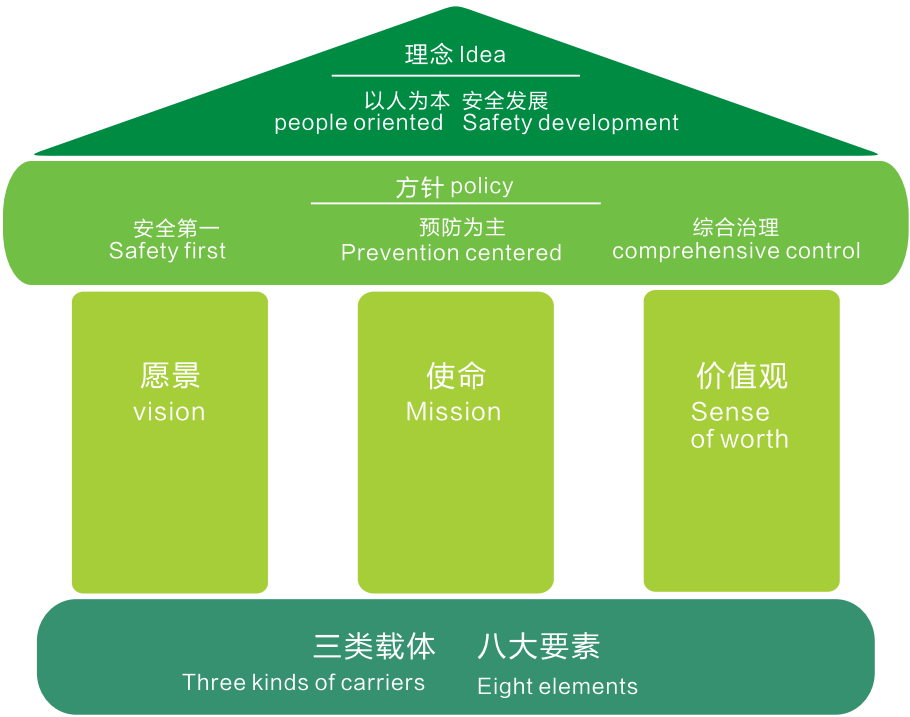 理念 Idea
以人为本 安全发展
people oriented Safety development
方针 policy
安全第一
Safety first
预防为主
Prevention centered
综合治理
comprehensive control
愿景
vision
使命
Mission
价值观
Sense
of worth
三类载体 八大要素
Three kinds of carriers Eight elements